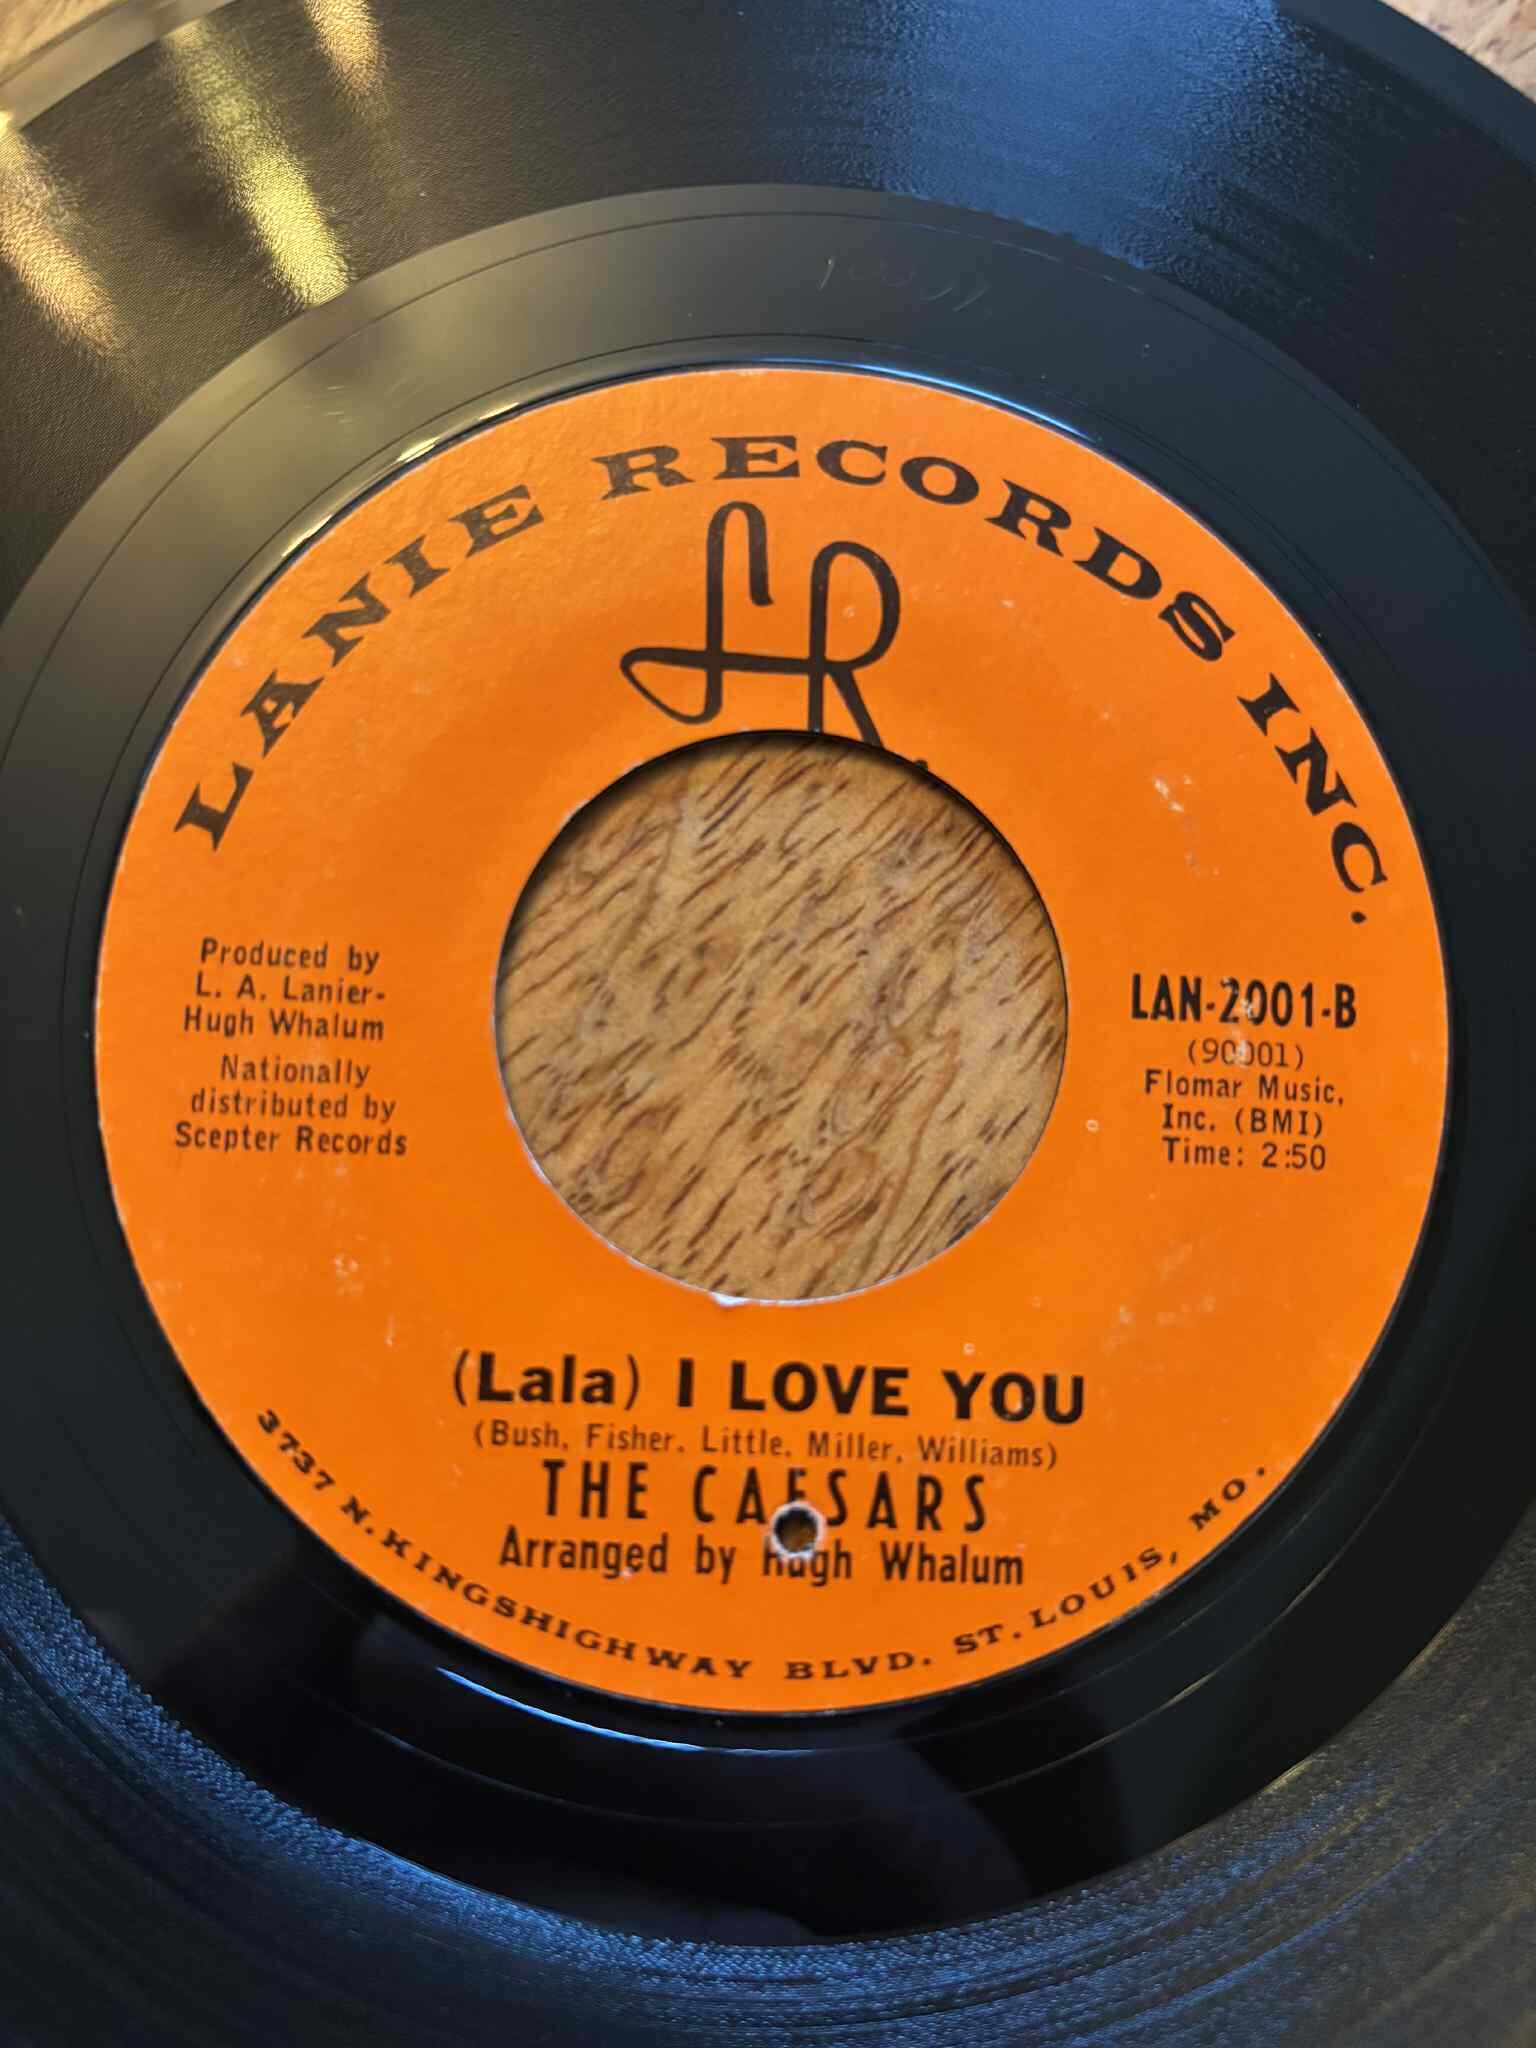 LANIE RECORDS INC.
LR
Produced by
L. A. Lanier-
Hugh Whalum
Nationally
distributed by
Scepter Records
LAN-2001-B
(90001)
Flomar Music,
Inc. (BMI)
Time: 2:50
(Lala) I LOVE YOU
(Bush, Fisher, Little, Miller, Williams)
THE CAESARS
Arranged by Hugh Whalum
3737 N. KINGSHIGHWAY BLVD. ST. LOUIS, MO.